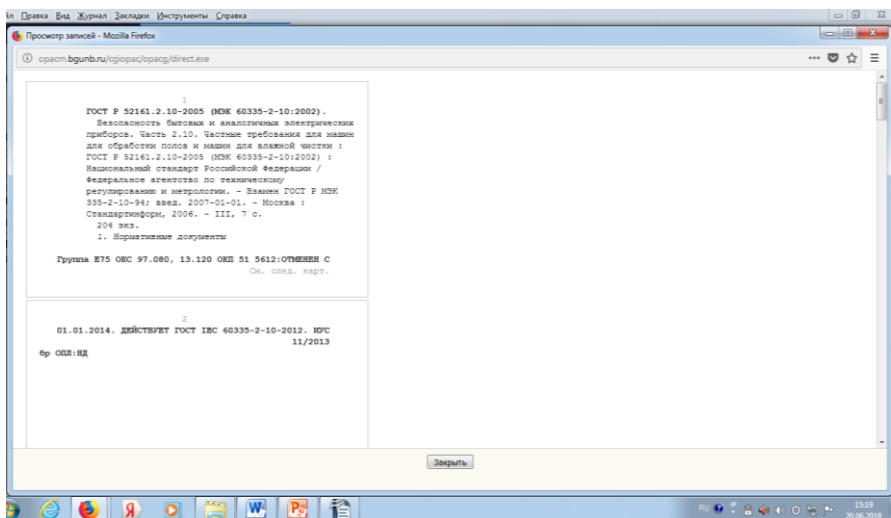 Правка Вид Журнал Закладки Инструменты Справка
Просмотр записей - Mozilla Firefox
opacm.bgunb.ru/cgiopac/opacg/direct.exe
1
ГОСТ Р 52161.2.10-2005 (МЭК 60335-2-10:2002).
Безопасность бытовых и аналогичных электрических
приборов. Часть 2.10. Частные требования для машин
для обработки полов и машин для влажной чистки :
ГОСТ Р 52161.2.10-2005 (МЭК 60335-2-10:2002) :
Национальный стандарт Российской Федерации /
Федеральное агентство по техническому
регулированию и метрологии. - Взамен ГОСТ Р МЭК
335-2-10-94; введ. 2007-01-01. - Москва :
Стандартинформ, 2006. - III, 7 с.
204 экз.
1. Нормативные документы
Группа Е75 ОКС 97.080, 13.120 ОКП 51 5612:ОТМЕНЕН С
См. след. карт.
2
01.01.2014. ДЕЙСТВУЕТ ГОСТ IEC 60335-2-10-2012. ИУС
11/2013
бр ОПЛ:НД
Закрыть
RU
15:19
20.06.2018